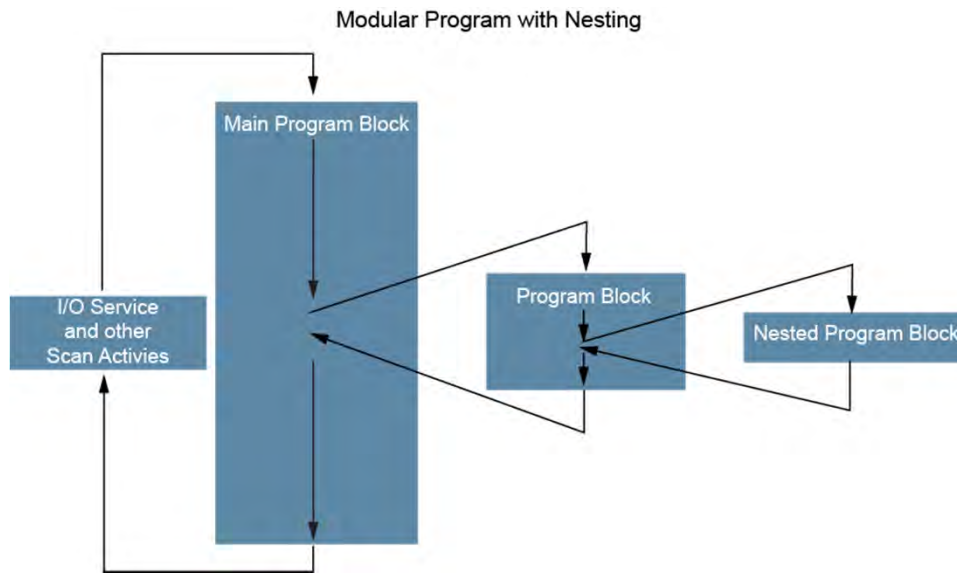 Modular Program with Nesting
Main Program Block
I/O Service
and other
Scan Activies
Program Block
Nested Program Block